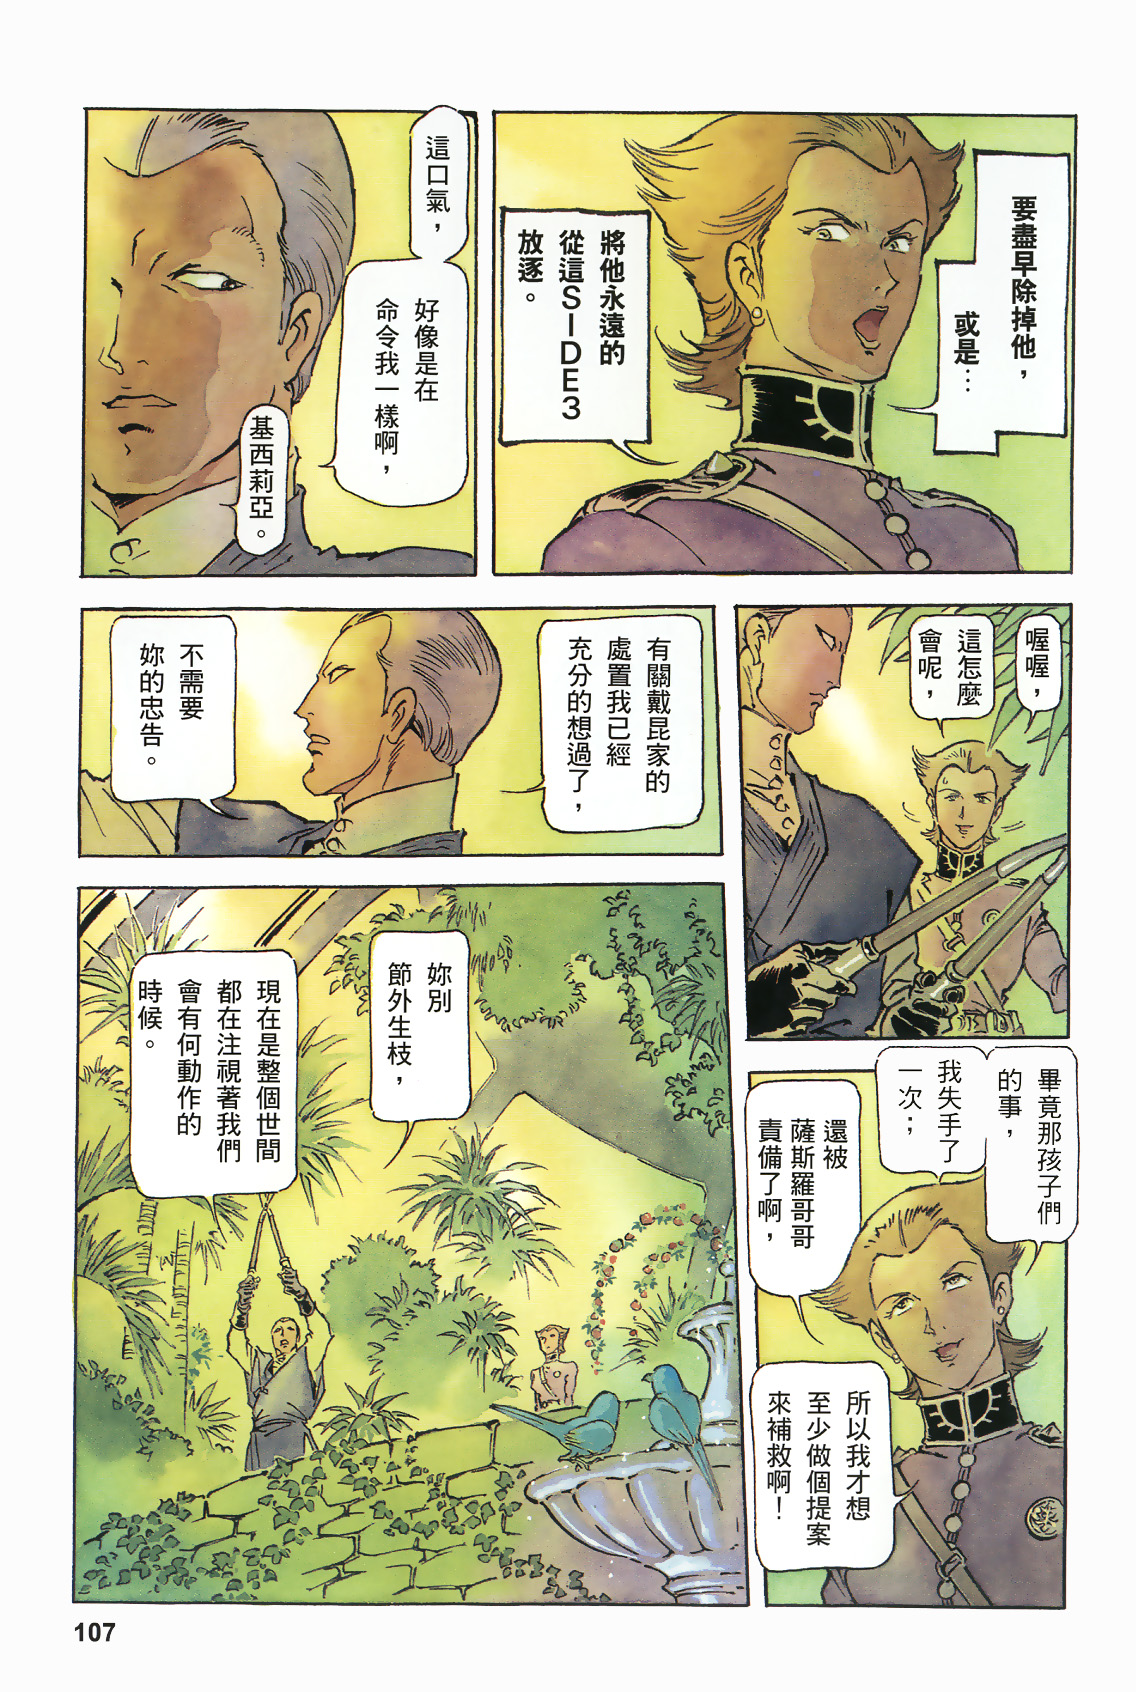 要盡早除掉他，
或是…
將他永遠的
從這SIDE3
放逐。
這口氣，
好像是在
命令我一樣啊，
基西莉亞。
喔喔，
這怎麼
會呢，
有關戴昆家的
處置我已經
充分的想過了，
不需要
妳的忠告。
畢竟那孩子們
的事，
我失手了
一次；
還被
薩斯羅哥哥
責備了啊，
所以我才想
至少做個提案
來補救啊！
妳別
節外生枝，
現在是整個世間
都在注視著我們
會有何動作的
時候。
107